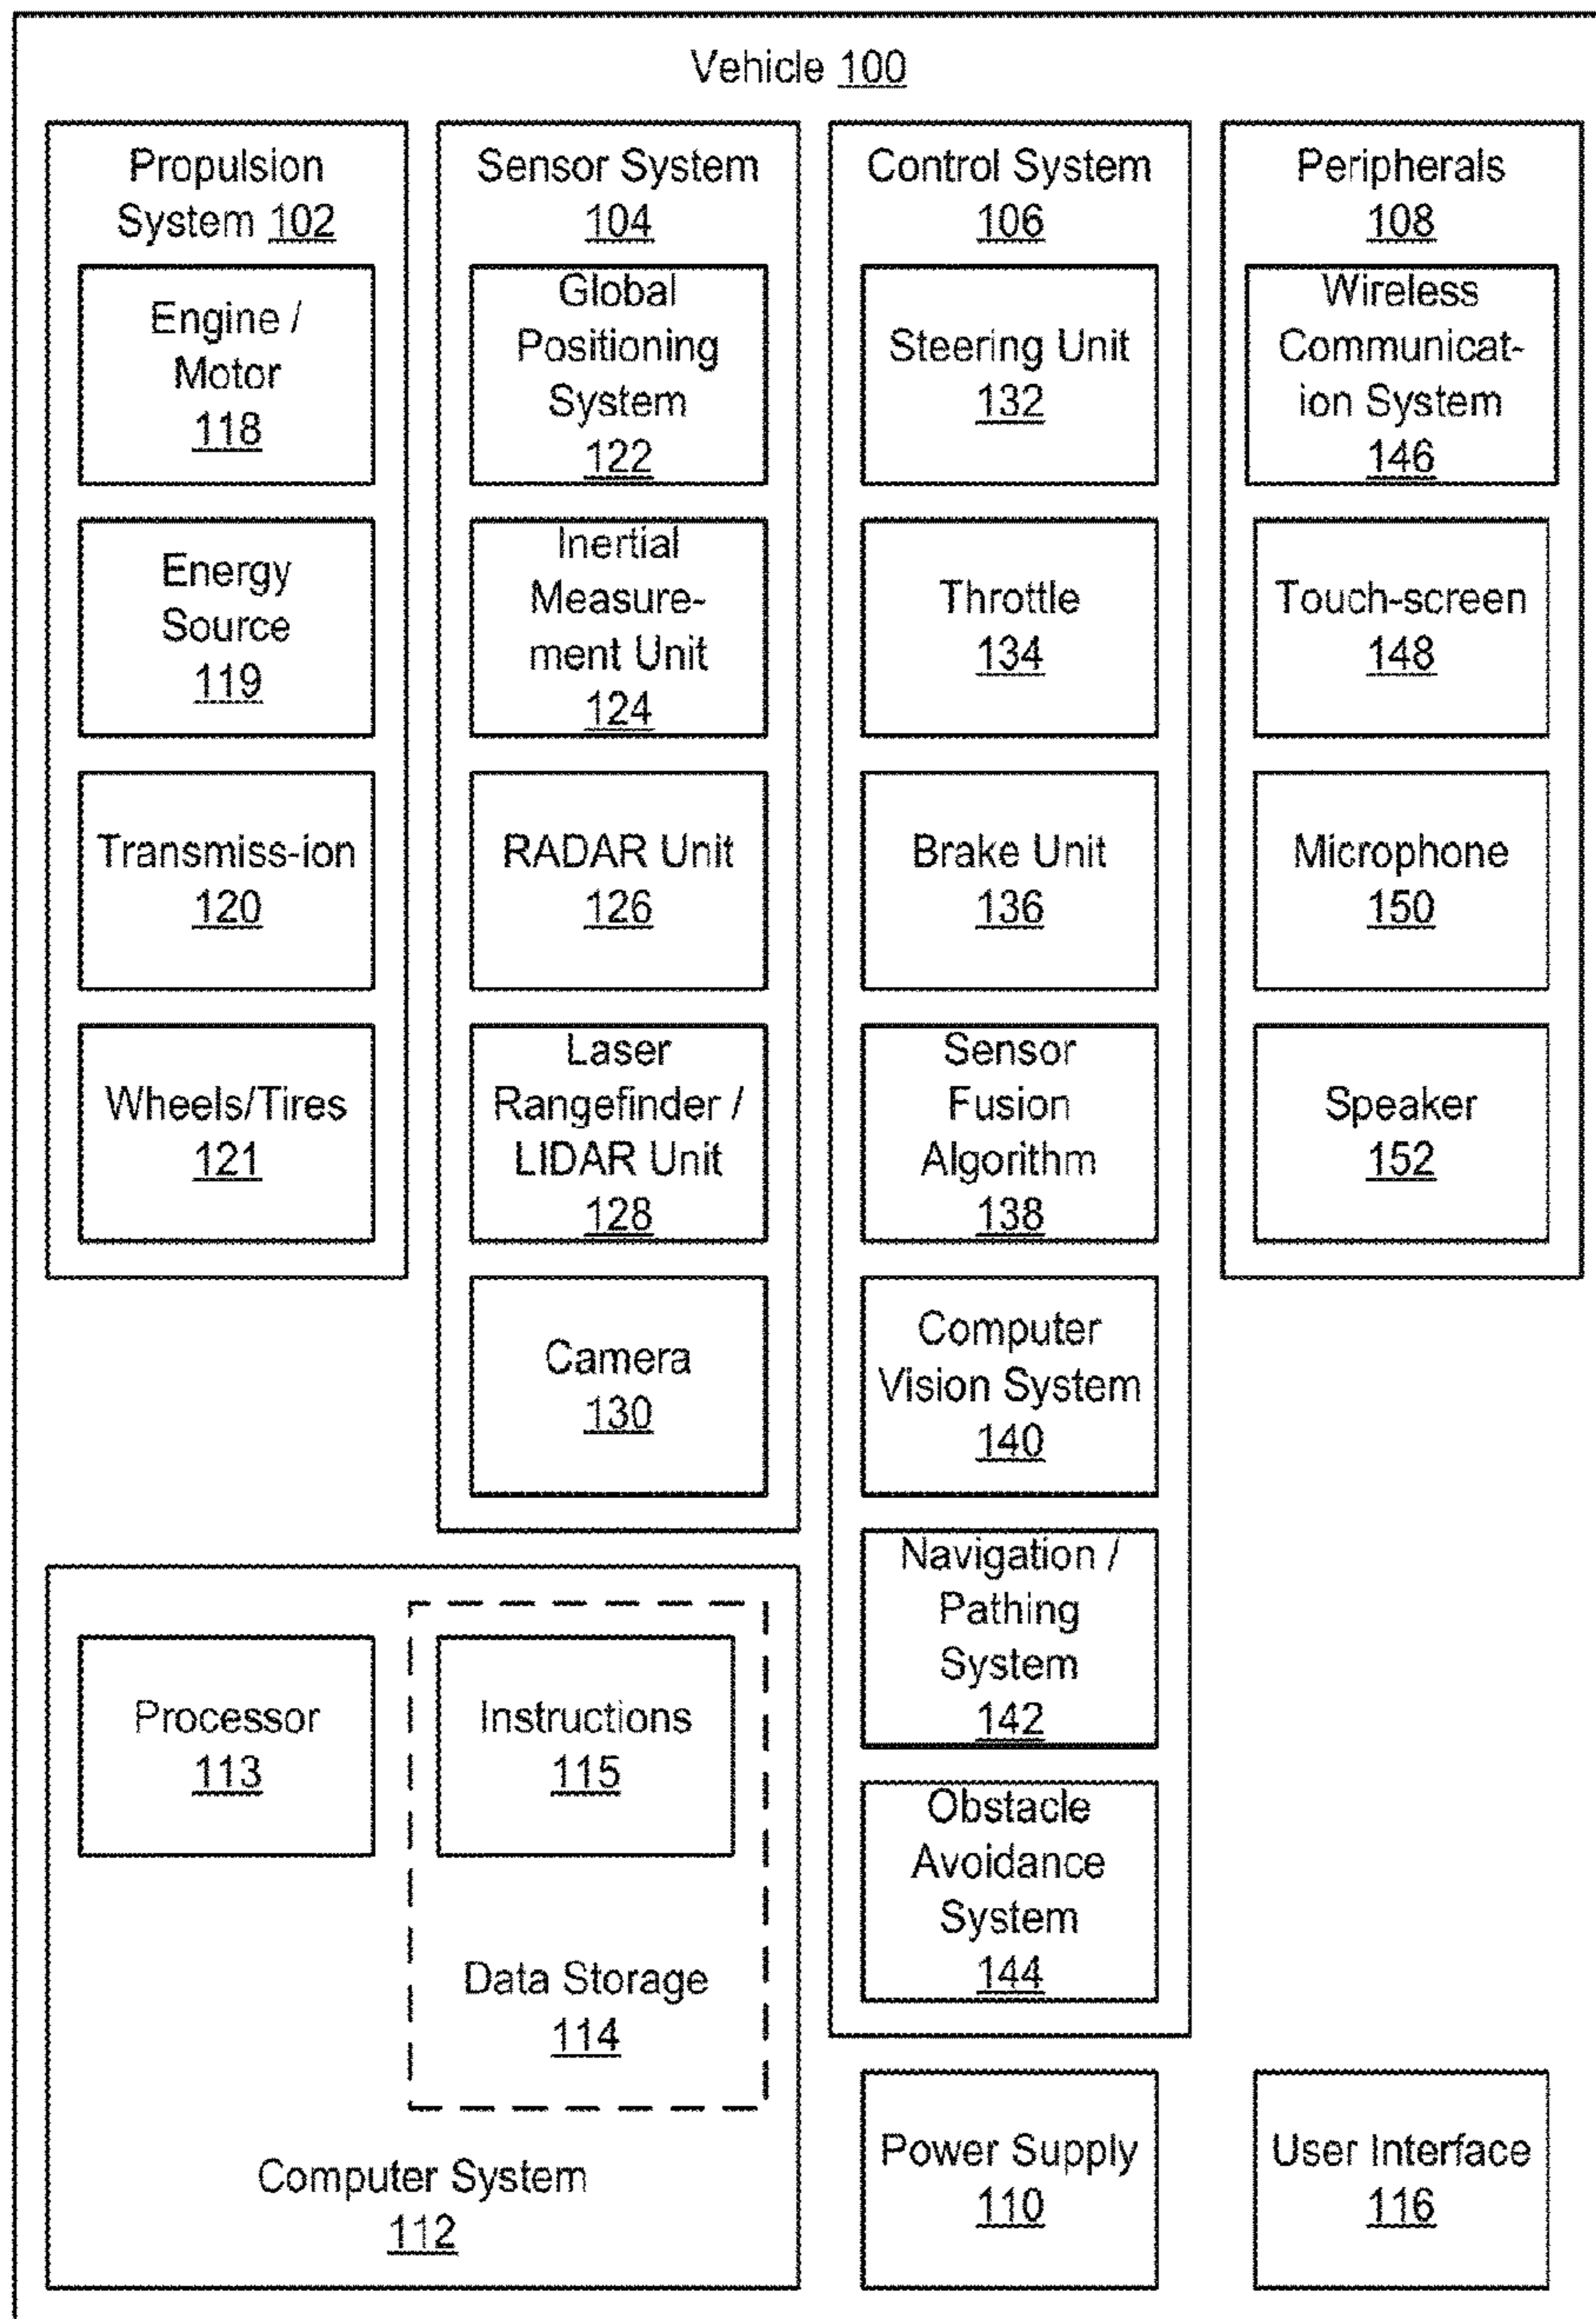 Vehicle 100
Propulsion
System 102
Engine /
Motor
118
Energy
Source
119
Transmiss-ion
120
Wheels/Tires
121
Sensor System
104
Global
Positioning
System
122
Inertial
Measure-
ment Unit
124
RADAR Unit
126
Laser
Rangefinder /
LIDAR Unit
128
Camera
130
Control System
106
Steering Unit
132
Throttle
134
Brake Unit
136
Sensor
Fusion
Algorithm
138
Computer
Vision System
140
Navigation /
Pathing
System
142
Obstacle
Avoidance
System
144
Peripherals
108
Wireless
Communicat-
ion System
146
Touch-screen
148
Microphone
150
Speaker
152
Processor
113
Instructions
115
Data Storage
114
Computer System
112
Power Supply
110
User Interface
116